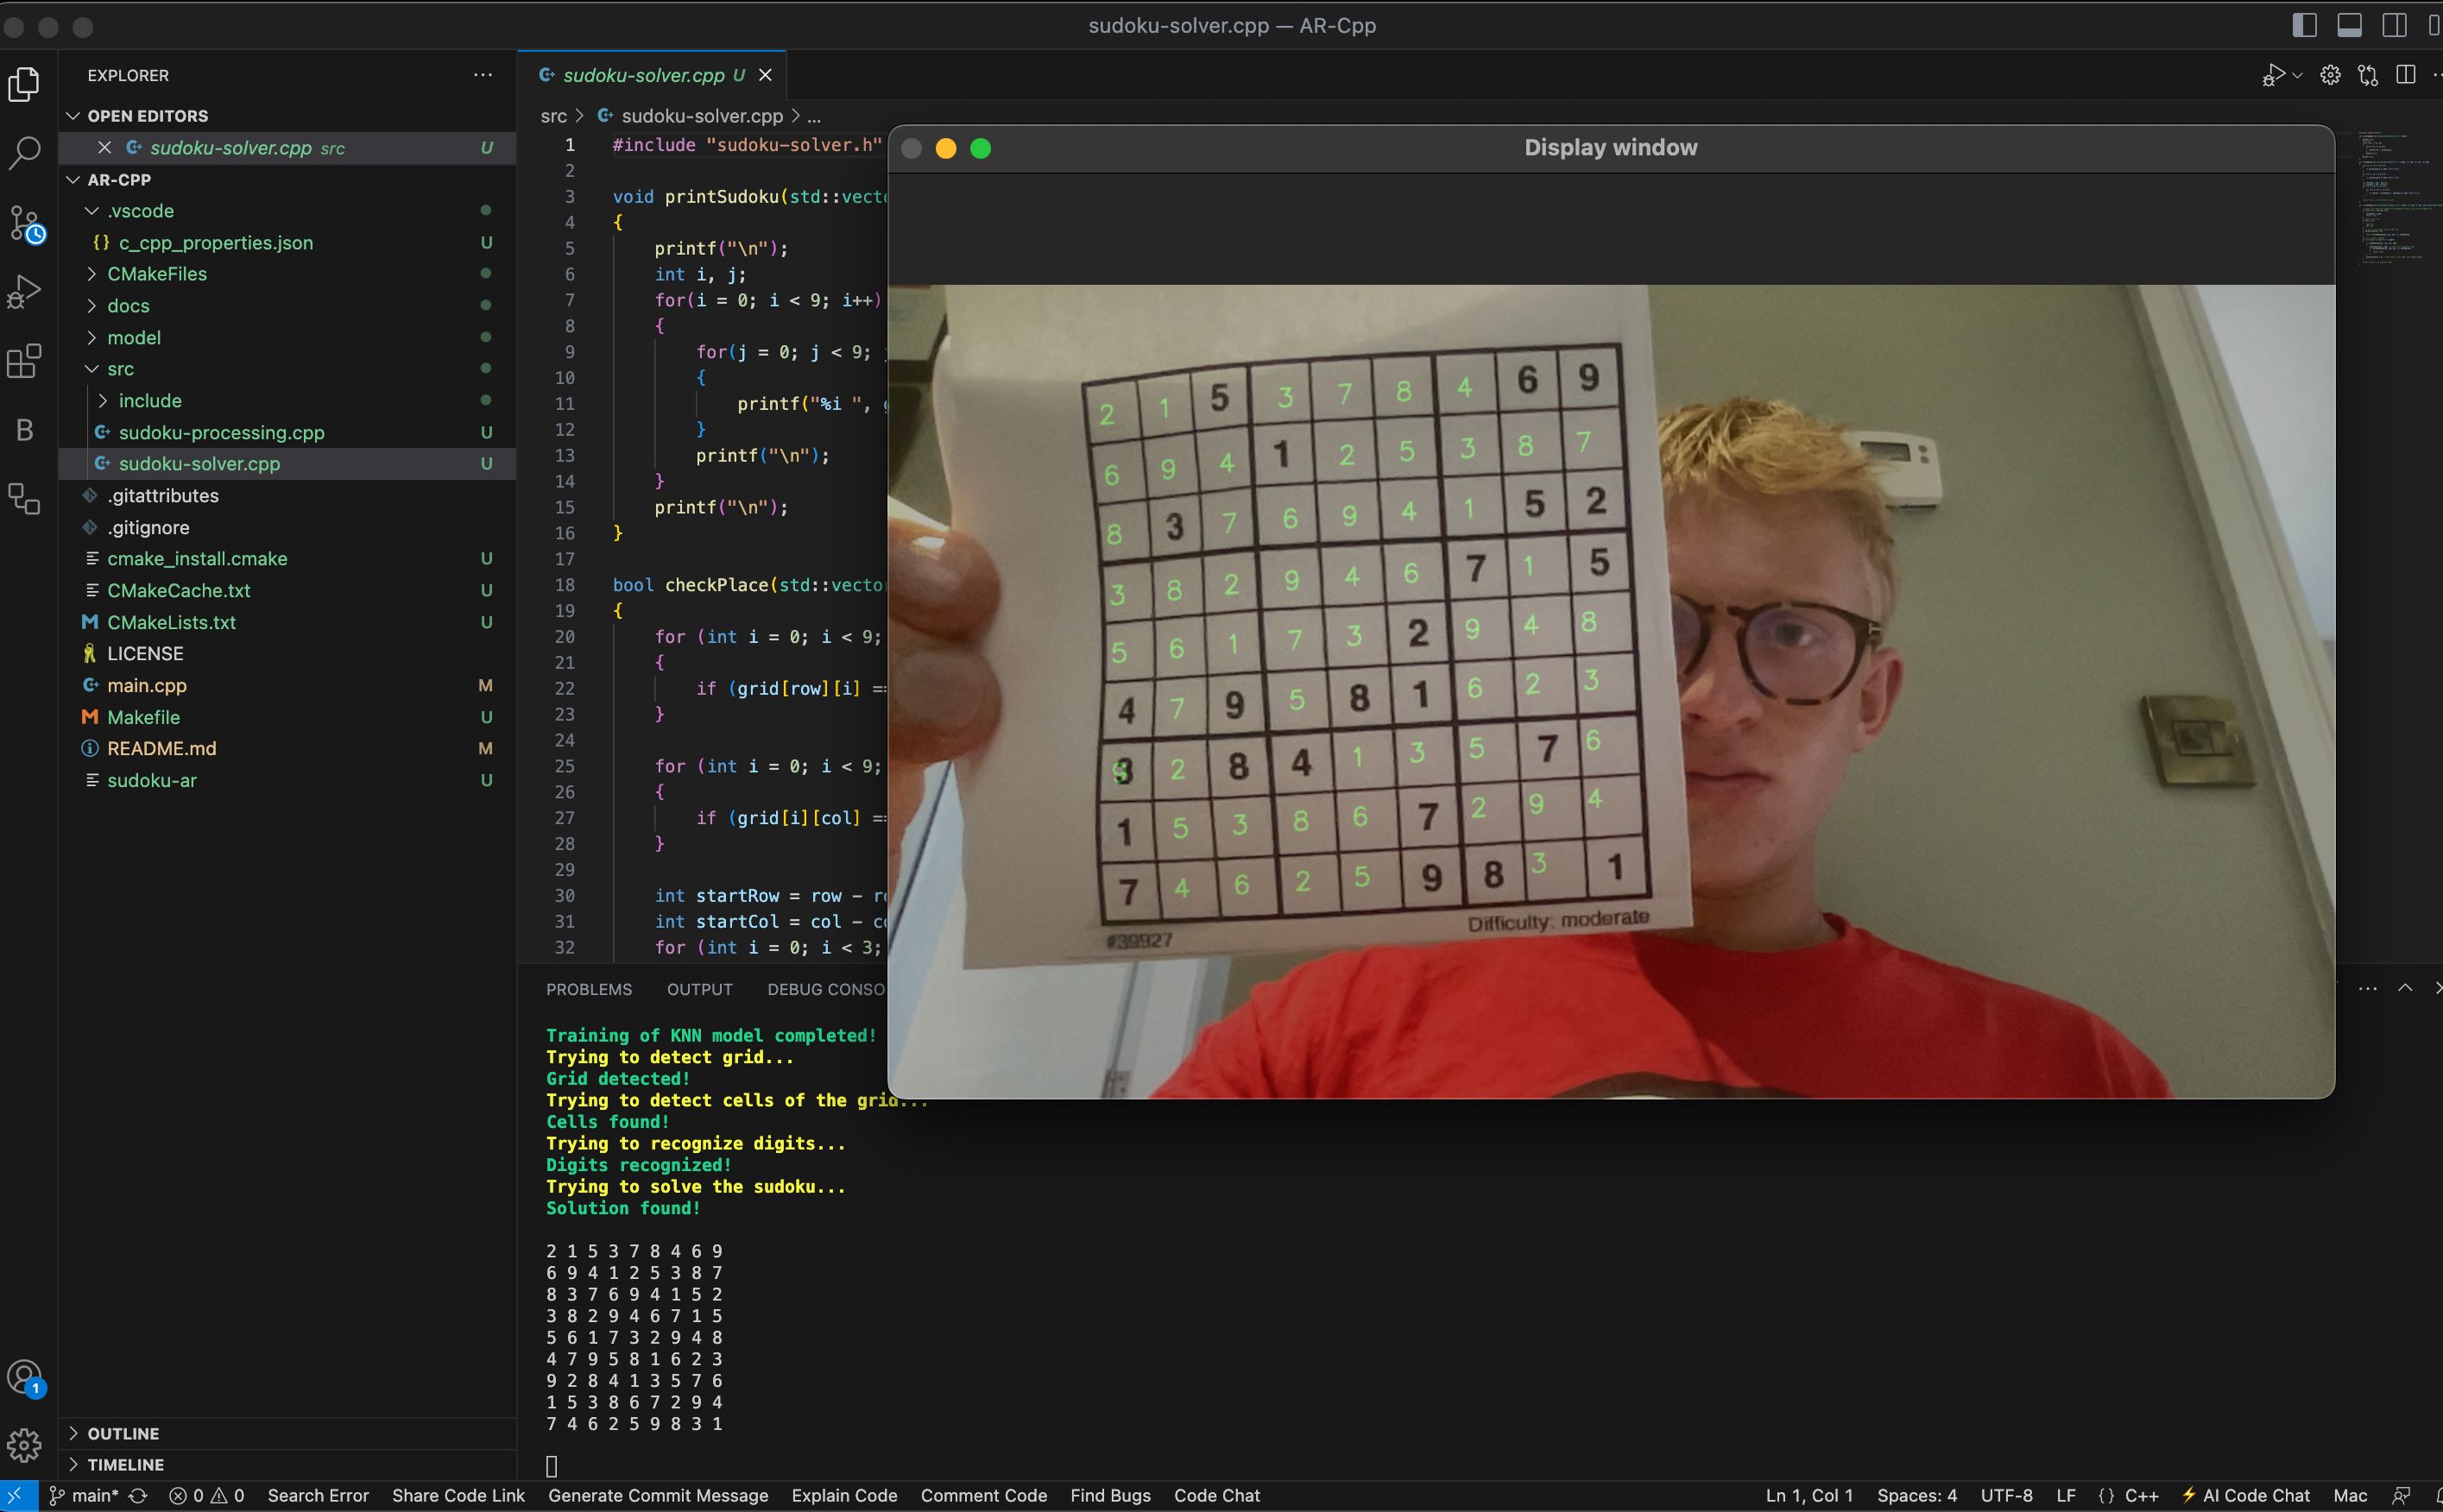 sudoku-solver.cpp — AR-Cpp
EXPLORER
OPEN EDITORS
sudoku-solver.cpp src U
AR-CPP
.vscode
{} c_cpp_properties.json U
CMakeFiles
docs
model
src
include
sudoku-processing.cpp U
sudoku-solver.cpp U
.gitattributes
.gitignore
cmake_install.cmake U
CMakeCache.txt U
CMakeLists.txt U
LICENSE
main.cpp M
Makefile U
README.md M
sudoku-ar U
OUTLINE
TIMELINE
sudoku-solver.cpp U
src > sudoku-solver.cpp > ...
1 #include "sudoku-solver.h"
2
3 void printSudoku(std::vect
4 {
5 printf("\n");
6 int i, j;
7 for(i = 0; i < 9; i++)
8 {
9 for(j = 0; j < 9;
10 {
11 printf("%i ",
12 }
13 printf("\n");
14 }
15 printf("\n");
16 }
17
18 bool checkPlace(std::vector
19 {
20 for (int i = 0; i < 9;
21 {
22 if (grid[row][i] ==
23 }
24
25 for (int i = 0; i < 9;
26 {
27 if (grid[i][col] ==
28 }
29
30 int startRow = row - r
31 int startCol = col - c
32 for (int i = 0; i < 3;
Display window
2 1 5 3 7 8 4 6 9
6 9 4 1 2 5 3 8 7
8 3 7 6 9 4 1 5 2
3 8 2 9 4 6 7 1 5
5 6 1 7 3 2 9 4 8
4 7 9 5 8 1 6 2 3
2 8 4 1 3 5 7 6
1 5 3 8 6 7 2 9 4
7 4 6 2 5 9 8 3 1
#39927 Difficulty: moderate
PROBLEMS OUTPUT DEBUG CONSO
Training of KNN model completed!
Trying to detect grid...
Grid detected!
Trying to detect cells of the grid...
Cells found!
Trying to recognize digits...
Digits recognized!
Trying to solve the sudoku...
Solution found!
2 1 5 3 7 8 4 6 9
6 9 4 1 2 5 3 8 7
8 3 7 6 9 4 1 5 2
3 8 2 9 4 6 7 1 5
5 6 1 7 3 2 9 4 8
4 7 9 5 8 1 6 2 3
9 2 8 4 1 3 5 7 6
1 5 3 8 6 7 2 9 4
7 4 6 2 5 9 8 3 1
1
main* 0 0 Search Error Share Code Link Generate Commit Message Explain Code Comment Code Find Bugs Code Chat Ln 1, Col 1 Spaces: 4 UTF-8 LF {} C++ AI Code Chat Mac